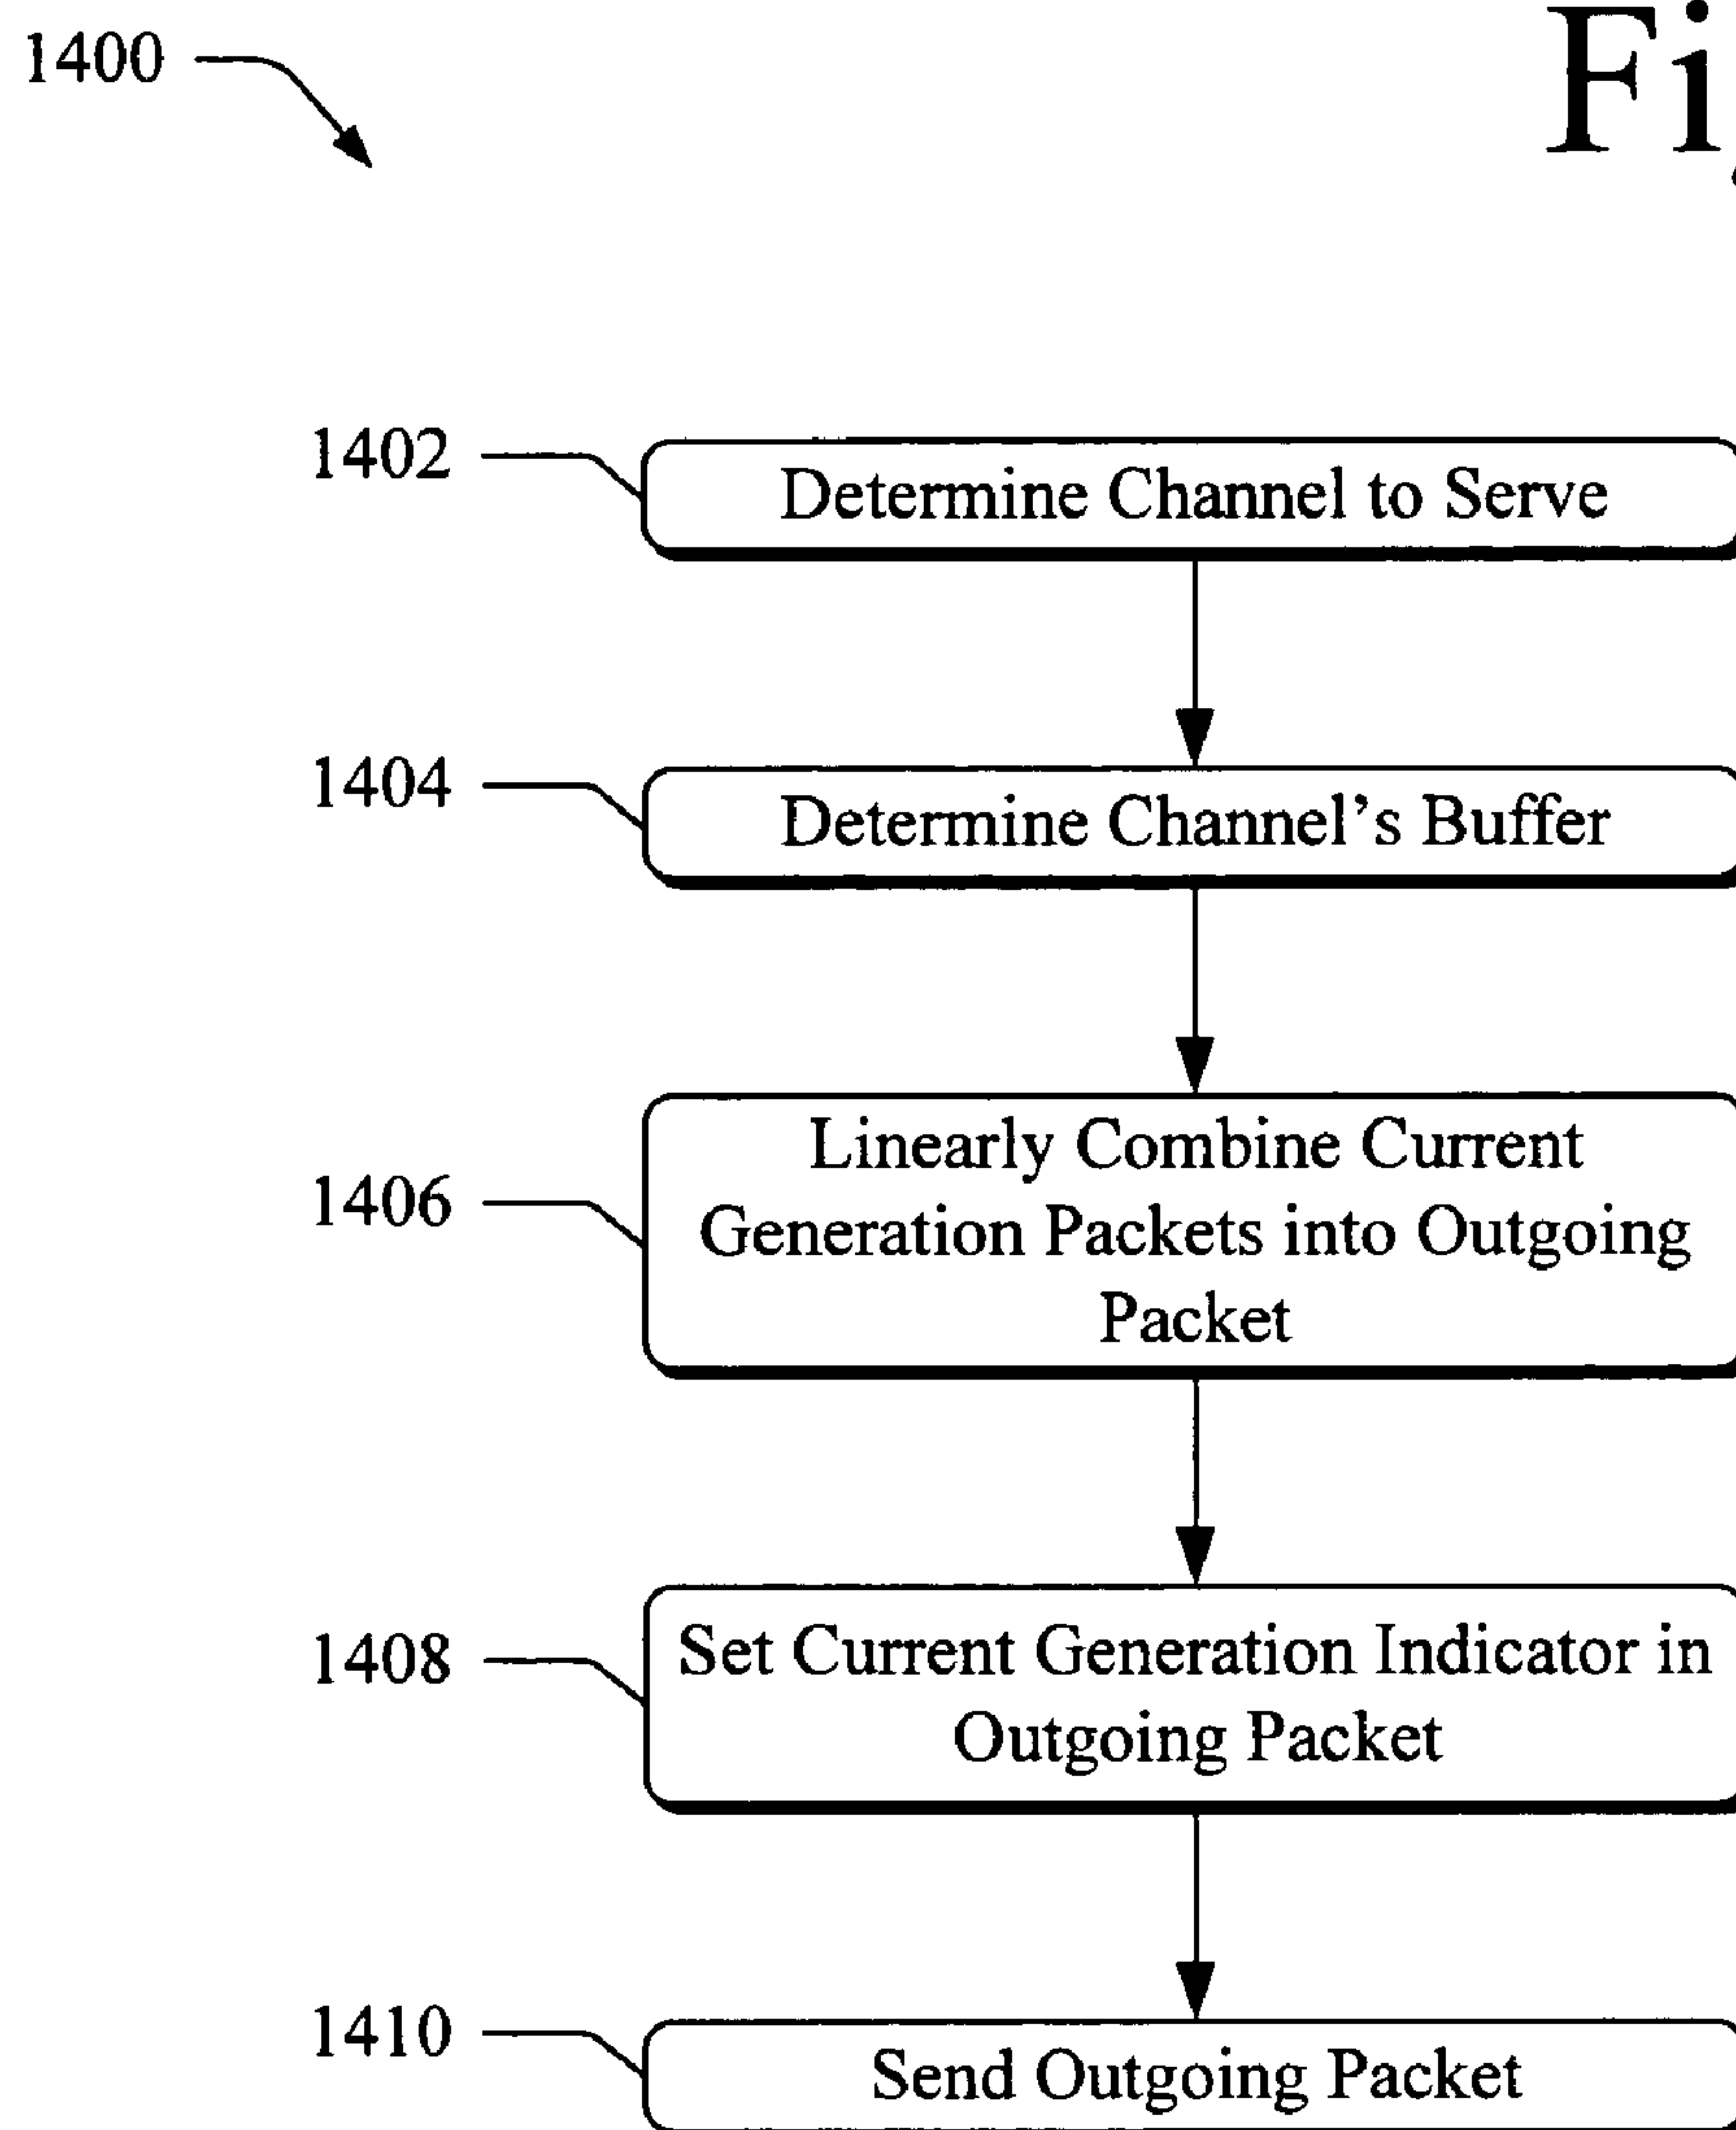 1400
Fi
1402
Determine Channel to Serve
1404
Determine Channel's Buffer
1406
Linearly Combine Current
Generation Packets into Outgoing
Packet
1408
Set Current Generation Indicator in
Outgoing Packet
1410
Send Outgoing Packet